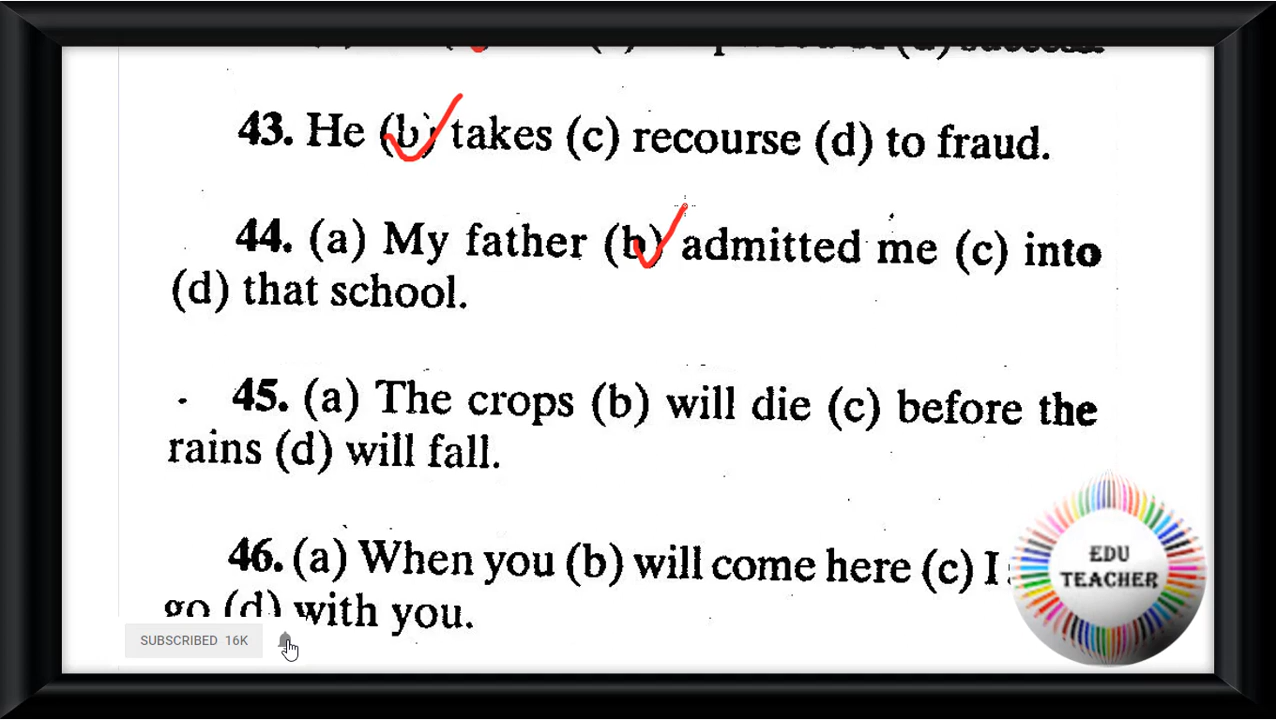 43. He (b) takes (c) recourse (d) to fraud.
44. (a) My father (b) admitted me (c) into
(d) that school.
45. (a) The crops (b) will die (c) before the
rains (d) will fall.
46. (a) When you (b) will come here (c) I
go (d) with you.
EDU
TEACHER
SUBSCRIBED 16K